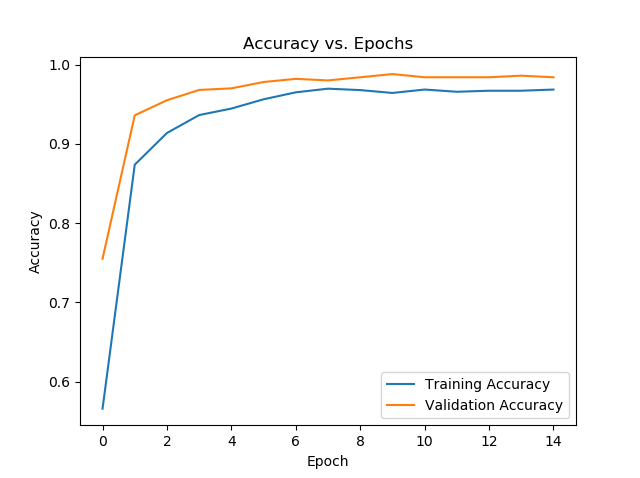 Accuracy vs. Epochs
1.0
0.9
0.8
0.7
0.6
Accuracy
Training Accuracy
Validation Accuracy
0 2 4 6 8 10 12 14
Epoch